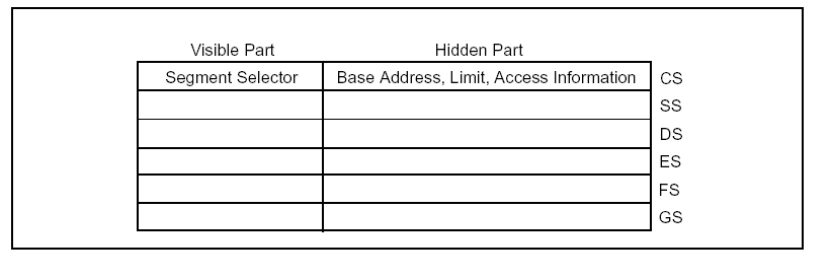 Visible Part Hidden Part
Segment Selector Base Address, Limit, Access Information CS
SS
DS
ES
FS
GS